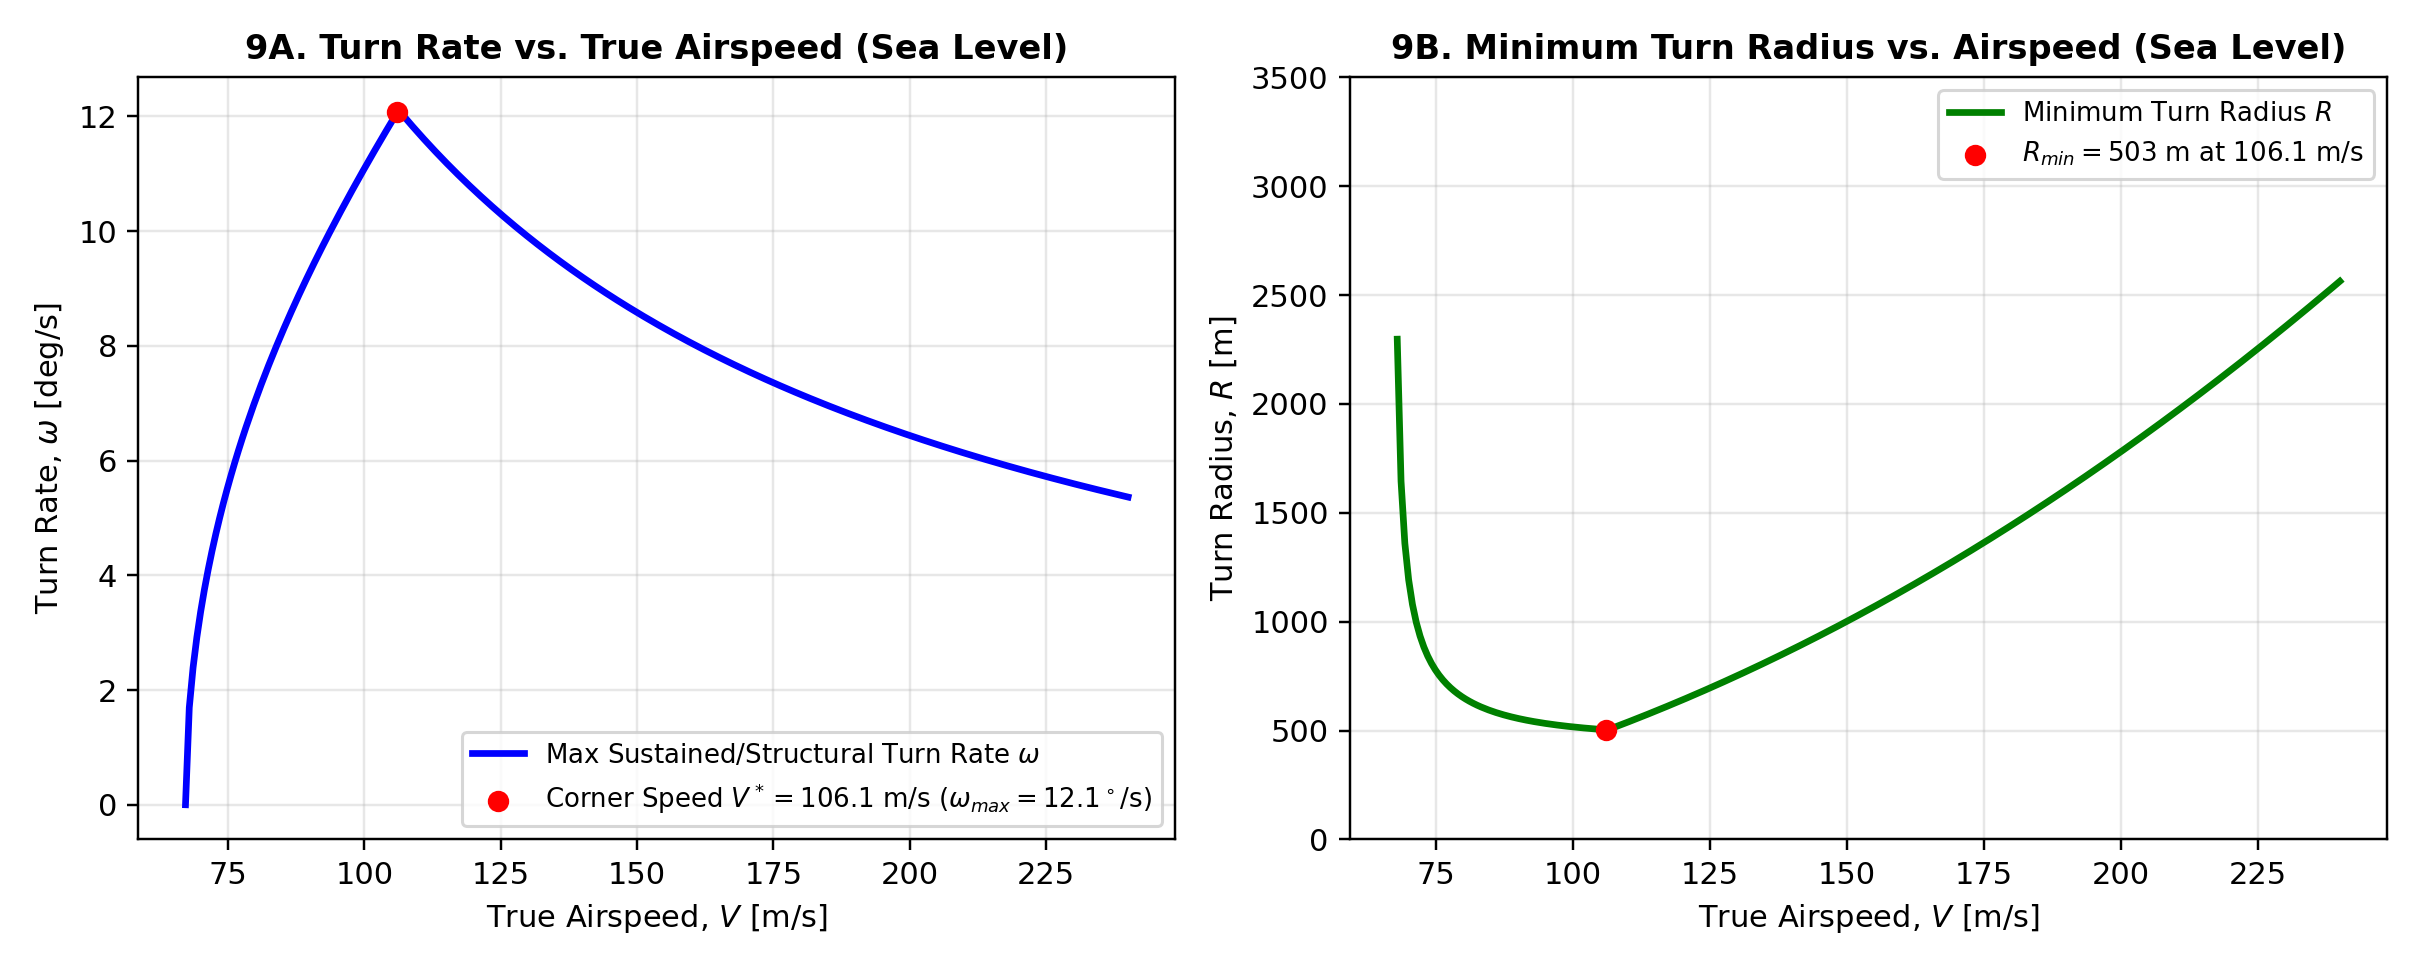 9A. Turn Rate vs. True Airspeed (Sea Level)
Turn Rate, ω [deg/s]
12
10
8
6
4
2
0
75 100 125 150 175 200 225
True Airspeed, V [m/s]
Max Sustained/Structural Turn Rate ω
Corner Speed V* = 106.1 m/s (ω_max = 12.1°/s)
9B. Minimum Turn Radius vs. Airspeed (Sea Level)
Turn Radius, R [m]
3500
3000
2500
2000
1500
1000
500
0
75 100 125 150 175 200 225
True Airspeed, V [m/s]
Minimum Turn Radius R
R_min = 503 m at 106.1 m/s